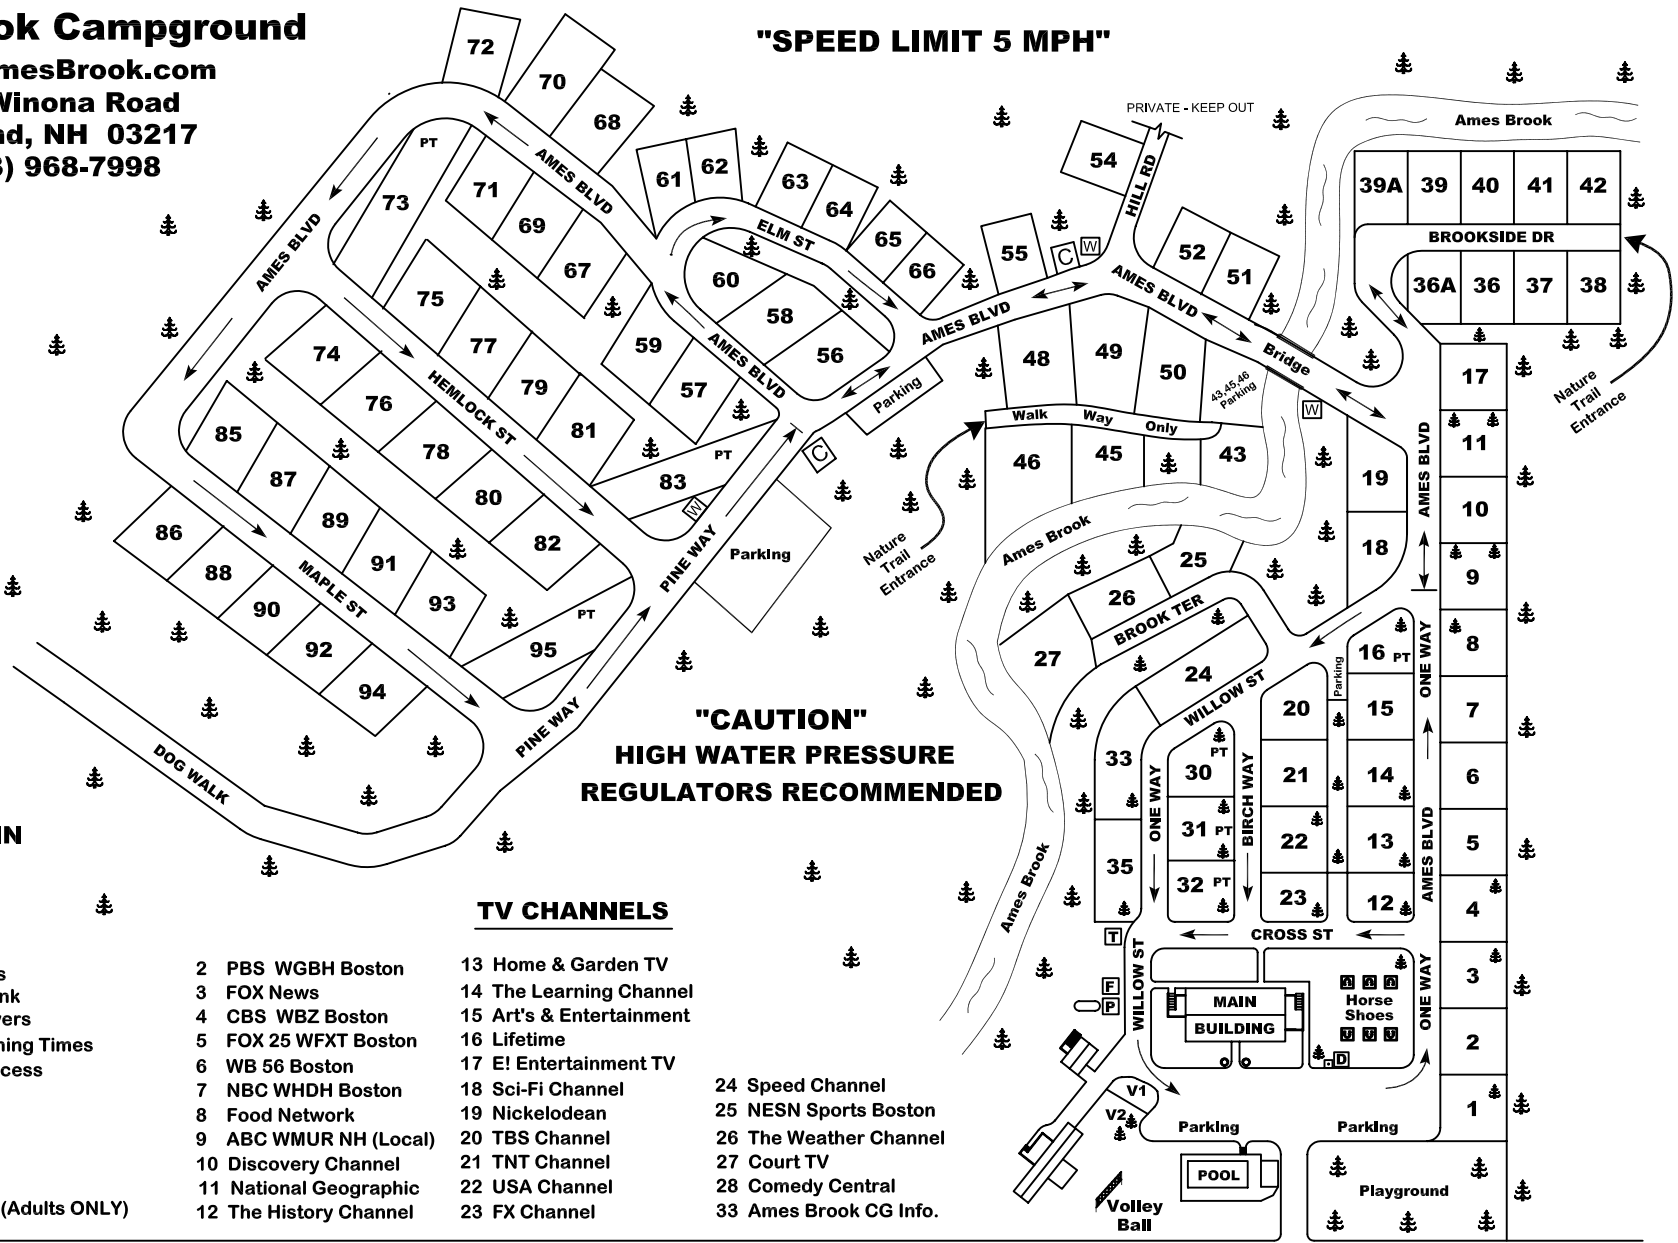 ok Campground
mesBrook.com
Winona Road
nd, NH 03217
3) 968-7998
"SPEED LIMIT 5 MPH"
PRIVATE - KEEP OUT
HILL RD
Ames Brook
72
70
68
PT
73
71
69
67
AMES BLVD
AMES BLVD
61
62
63
64
65
66
ELM ST
60
58
56
54
55
C
W
52
51
AMES BLVD
AMES BLVD
Bridge
39A
39
40
41
42
BROOKSIDE DR
36A
36
37
38
Nature
Trail
Entrance
75
77
79
81
59
57
AMES BLVD
83
PT
W
C
Parking
Parking
74
76
78
80
82
HEMLOCK ST
85
87
89
91
93
95
PT
MAPLE ST
86
88
90
92
94
PINE WAY
PINE WAY
DOG WALK
48
49
50
43,45,46
Parking
W
Walk Way Only
46
45
43
Nature
Trail
Entrance
Ames Brook
19
18
AMES BLVD
17
11
10
9
8
7
6
5
4
3
2
1
25
26
27
BROOK TER
24
WILLOW ST
16 PT
15
14
13
12
Parking
ONE WAY
AMES BLVD
ONE WAY
20
21
22
23
30 PT
31 PT
32 PT
BIRCH WAY
ONE WAY
33
35
CROSS ST
WILLOW ST
T
F
P
MAIN
BUILDING
Horse
Shoes
D
V1
V2
Parking
Parking
POOL
Playground
Volley
Ball
Ames Brook
"CAUTION"
HIGH WATER PRESSURE
REGULATORS RECOMMENDED
IN
s
nk
vers
ning Times
cess
(Adults ONLY)
TV CHANNELS
2 PBS WGBH Boston
3 FOX News
4 CBS WBZ Boston
5 FOX 25 WFXT Boston
6 WB 56 Boston
7 NBC WHDH Boston
8 Food Network
9 ABC WMUR NH (Local)
10 Discovery Channel
11 National Geographic
12 The History Channel
13 Home & Garden TV
14 The Learning Channel
15 Art's & Entertainment
16 Lifetime
17 E! Entertainment TV
18 Sci-Fi Channel
19 Nickelodean
20 TBS Channel
21 TNT Channel
22 USA Channel
23 FX Channel
24 Speed Channel
25 NESN Sports Boston
26 The Weather Channel
27 Court TV
28 Comedy Central
33 Ames Brook CG Info.